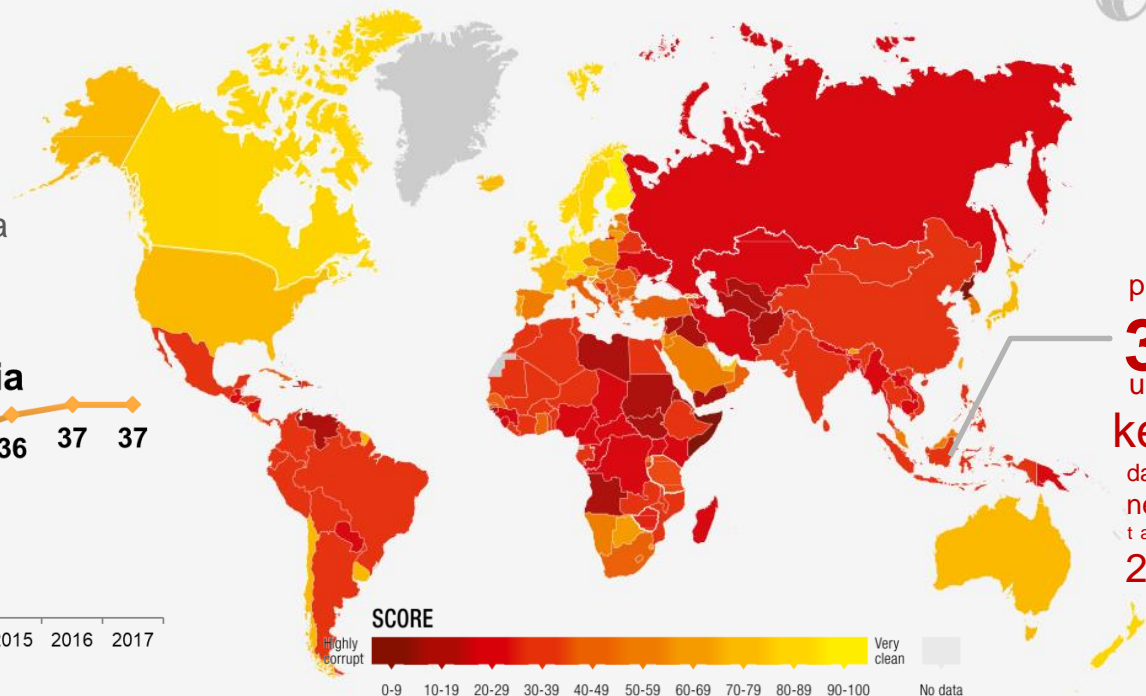 a
ia
36 37 37
2015 2016 2017
SCORE
Highly corrupt
Very clean
0-9 10-19 20-29 30-39 40-49 50-59 60-69 70-79 80-89 90-100 No data
p
3
u
ke
da
ne
t a
2